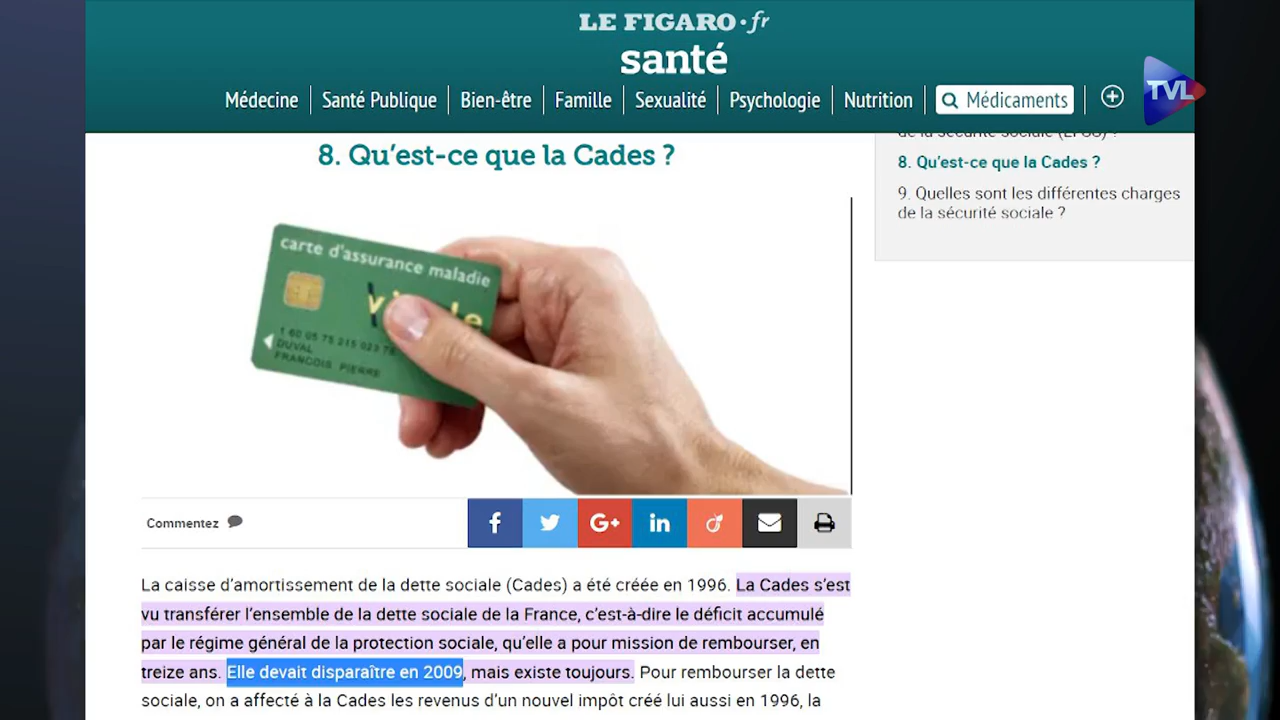 LE FIGARO·fr
santé
Médecine
Santé Publique
Bien-être
Famille
Sexualité
Psychologie
Nutrition
Médicaments
TVL
8. Qu'est-ce que la Cades ?
8. Qu'est-ce que la Cades ?
9. Quelles sont les différentes charges
de la sécurité sociale ?
carte d'assurance maladie
DUVAL
FRANCOIS PIERRE
Commentez
f
G+
in
La caisse d'amortissement de la dette sociale (Cades) a été créée en 1996. La Cades s'est
vu transférer l'ensemble de la dette sociale de la France, c'est-à-dire le déficit accumulé
par le régime général de la protection sociale, qu'elle a pour mission de rembourser, en
treize ans. Elle devait disparaître en 2009, mais existe toujours. Pour rembourser la dette
sociale, on a affecté à la Cades les revenus d'un nouvel impôt créé lui aussi en 1996, la